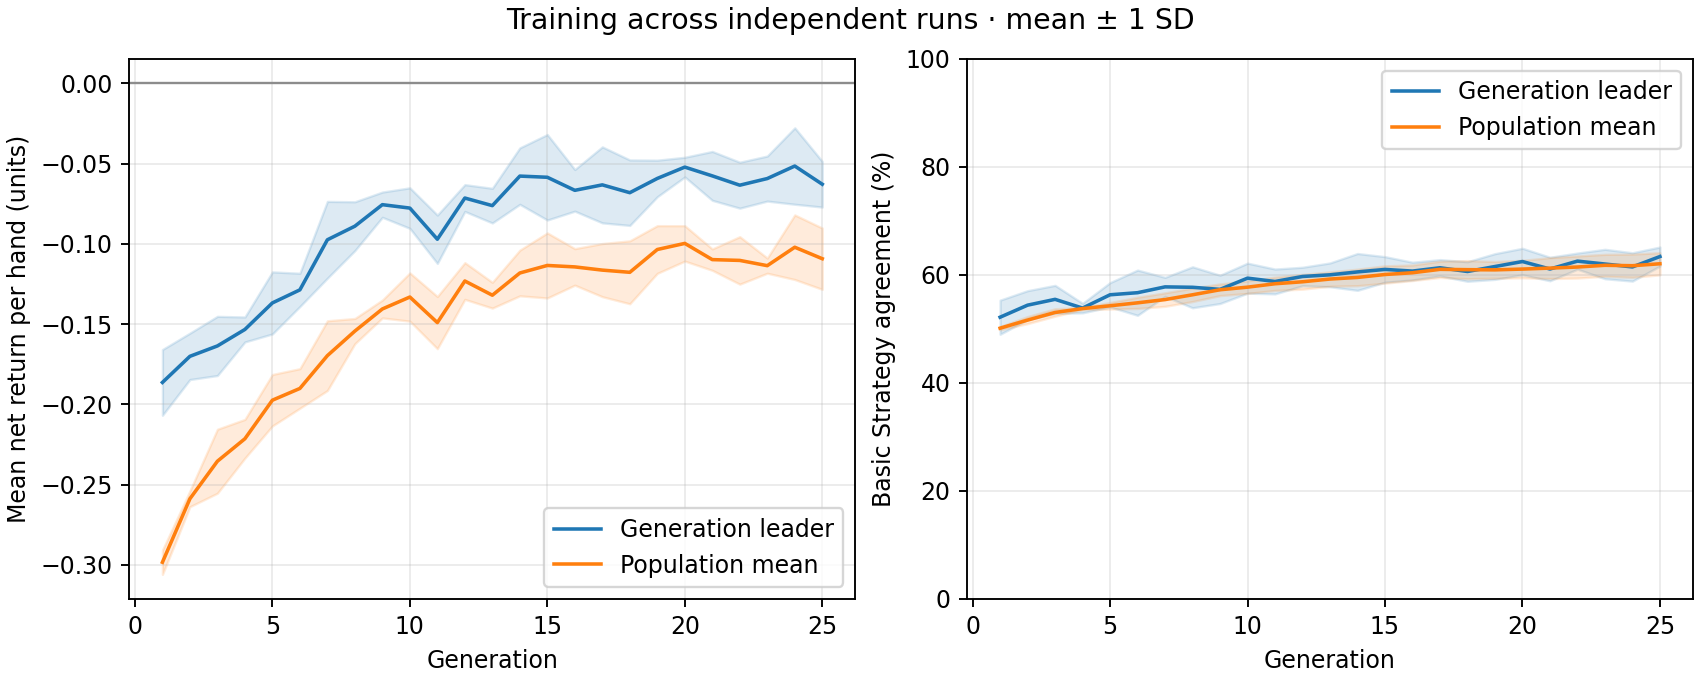 Training across independent runs · mean ± 1 SD
Mean net return per hand (units)
0.00
−0.05
−0.10
−0.15
−0.20
−0.25
−0.30
Generation leader
Population mean
0 5 10 15 20 25
Generation
Basic Strategy agreement (%)
100
80
60
40
20
0
Generation leader
Population mean
0 5 10 15 20 25
Generation